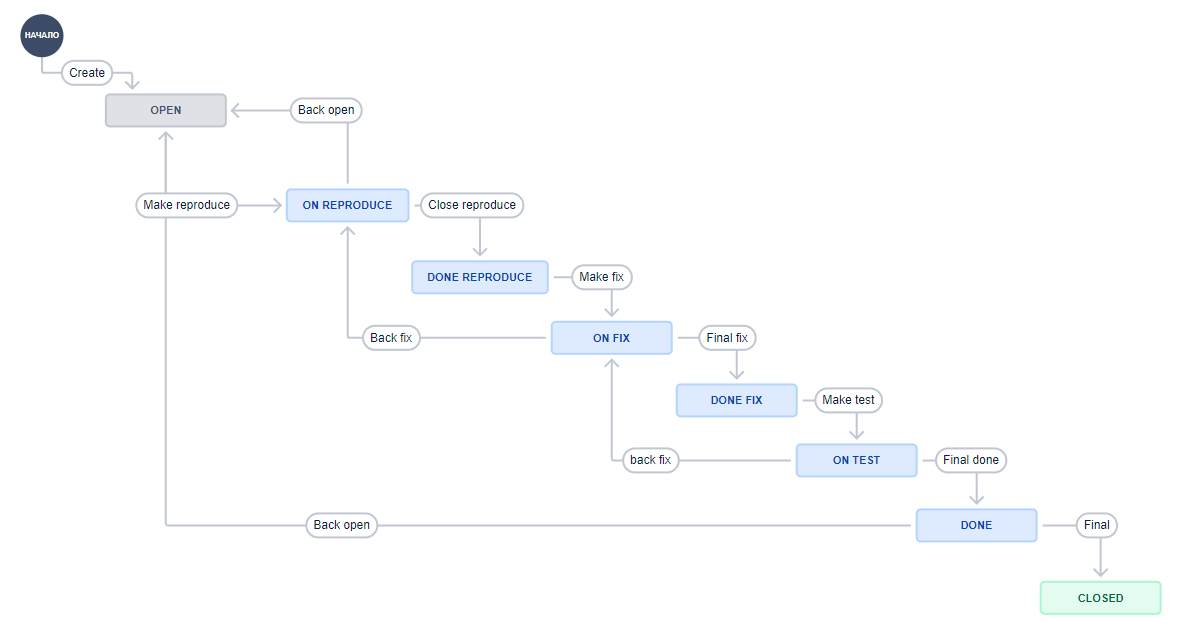 НАЧАЛО
Create
OPEN
Back open
Make reproduce
ON REPRODUCE
Close reproduce
DONE REPRODUCE
Make fix
Back fix
ON FIX
Final fix
DONE FIX
Make test
back fix
ON TEST
Final done
Back open
DONE
Final
CLOSED